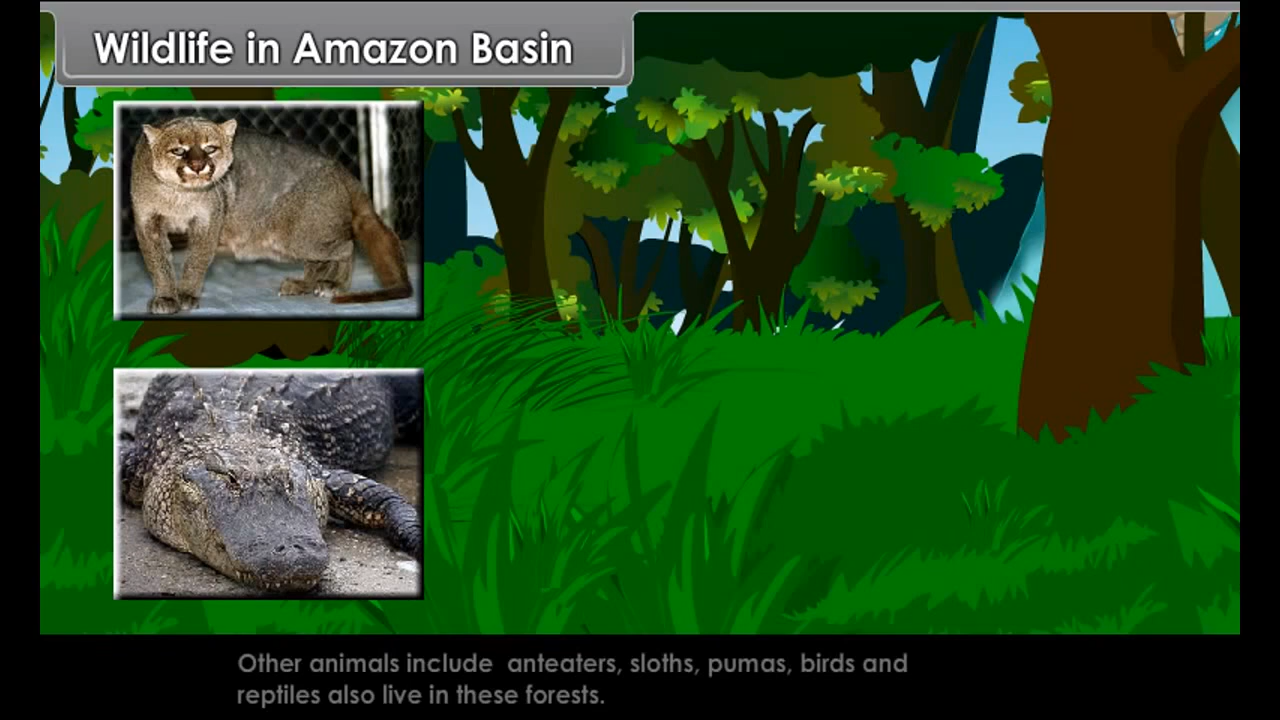 Wildlife in Amazon Basin
Other animals include  anteaters, sloths, pumas, birds and
reptiles also live in these forests.